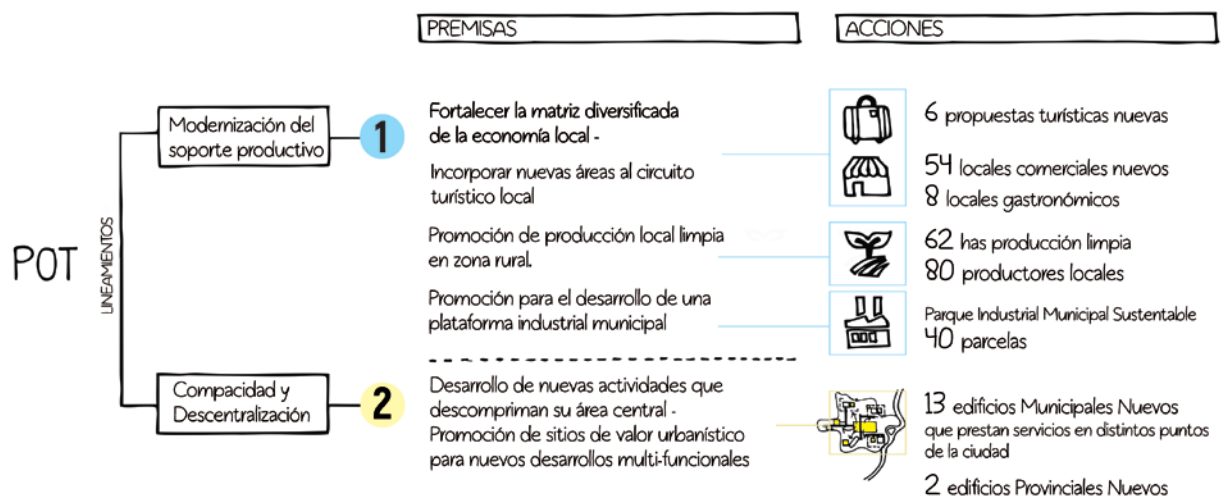 PREMISAS
ACCIONES
POT
LINEAMIENTOS
Modernización del
soporte productivo
1
Fortalecer la matriz diversificada
de la economía local -
Incorporar nuevas áreas al circuito
turístico local
Promoción de producción local limpia
en zona rural.
Promoción para el desarrollo de una
plataforma industrial municipal
6 propuestas turísticas nuevas
54 locales comerciales nuevos
8 locales gastronómicos
62 has producción limpia
80 productores locales
Parque Industrial Municipal Sustentable
40 parcelas
Compacidad y
Descentralización
2
Desarrollo de nuevas actividades que
descompriman su área central -
Promoción de sitios de valor urbanístico
para nuevos desarrollos multi-funcionales
13 edificios Municipales Nuevos
que prestan servicios en distintos puntos
de la ciudad
2 edificios Provinciales Nuevos